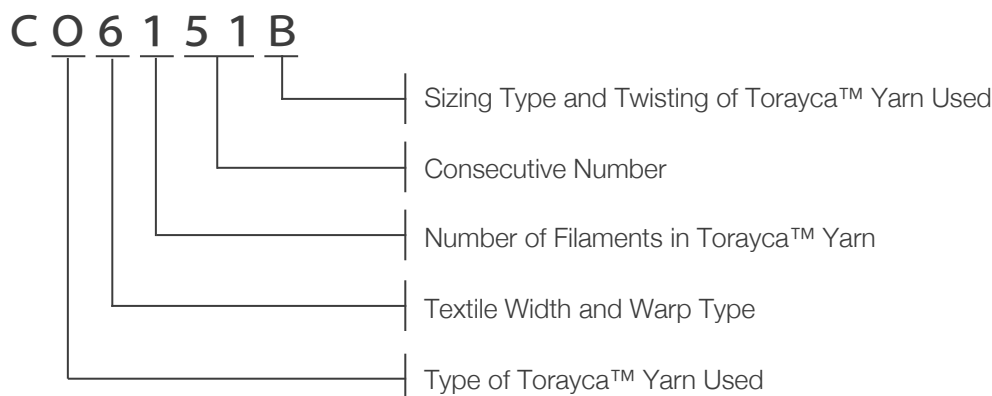 C O 6 1 5 1 B
Sizing Type and Twisting of Torayca™ Yarn Used
Consecutive Number
Number of Filaments in Torayca™ Yarn
Textile Width and Warp Type
Type of Torayca™ Yarn Used